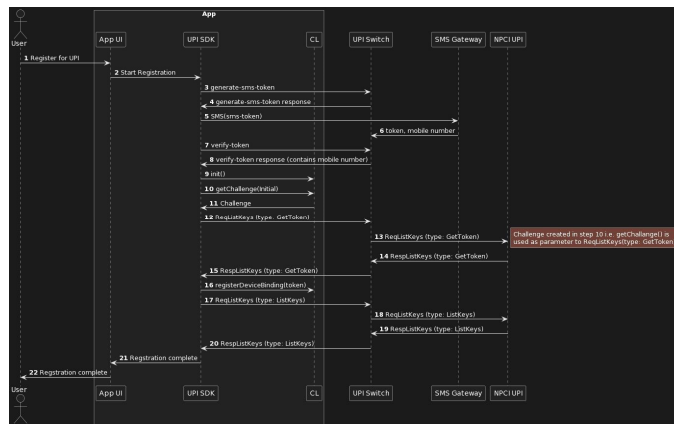 App
User
App UI
UPI SDK
CL
UPI Switch
SMS Gateway
NPCI UPI
1 Register for UPI
2 Start Registration
3 generate-sms-token
4 generate-sms-token response
5 SMS(sms-token)
6 token, mobile number
7 verify-token
8 verify-token response (contains mobile number)
9 init()
10 getChallenge(Initial)
11 Challenge
12 ReqListKeys (type: GetToken)
13 ReqListKeys (type: GetToken)
Challenge created in step 10 i.e. getChallange() is
used as parameter to ReqListKeys(type: GetToken
14 RespListKeys (type: GetToken)
15 RespListKeys (type: GetToken)
16 registerDeviceBinding(token)
17 ReqListKeys (type: ListKeys)
18 ReqListKeys (type: ListKeys)
19 RespListKeys (type: ListKeys)
20 RespListKeys (type: ListKeys)
21 Regstration complete
22 Regstration complete
User
App UI
UPI SDK
CL
UPI Switch
SMS Gateway
NPCI UPI